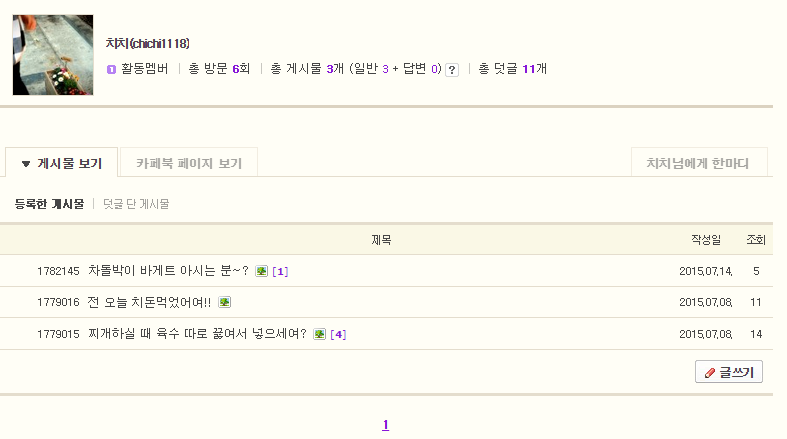 치치(chichi1118)
1 활동멤버 | 총 방문 6회 | 총 게시물 3개 (일반 3 + 답변 0) ? | 총 덧글 11개
▼ 게시물 보기 카페북 페이지 보기 치치님에게 한마디
등록한 게시물 | 덧글 단 게시물
제목 작성일 조회
1782145 차돌박이 바게트 아시는 분~? [1] 2015.07.14. 5
1779016 전 오늘 치돈먹었어여!! 2015.07.08. 11
1779015 찌개하실 때 육수 따로 끓여서 넣으세여? [4] 2015.07.08. 14
글쓰기
1